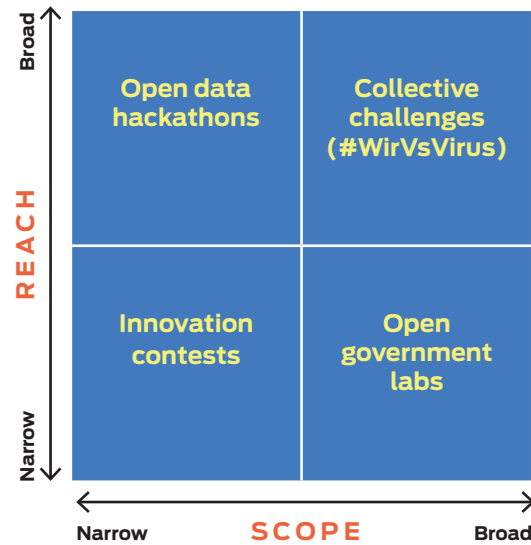 Broad
REACH
Narrow
Open data
hackathons
Collective
challenges
(#WirVsVirus)
Innovation
contests
Open
government
labs
Narrow
SCOPE
Broad